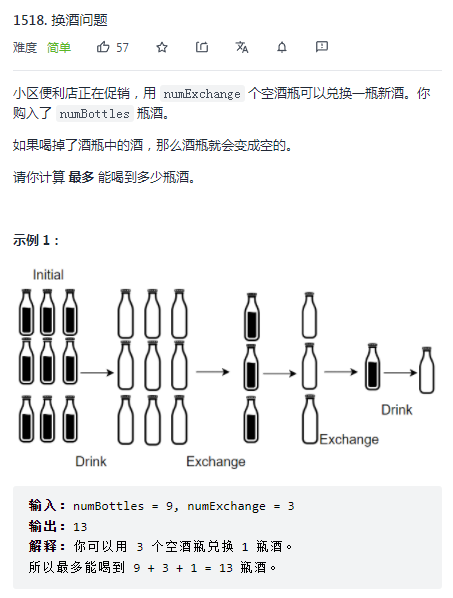 1518. 换酒问题
难度 简单 57
小区便利店正在促销，用 numExchange 个空酒瓶可以兑换一瓶新酒。你
购入了 numBottles 瓶酒。
如果喝掉了酒瓶中的酒，那么酒瓶就会变成空的。
请你计算 最多 能喝到多少瓶酒。
示例 1：
Initial
Drink
Exchange
Exchange
Drink
输入：numBottles = 9, numExchange = 3
输出：13
解释：你可以用 3 个空酒瓶兑换 1 瓶酒。
所以最多能喝到 9 + 3 + 1 = 13 瓶酒。